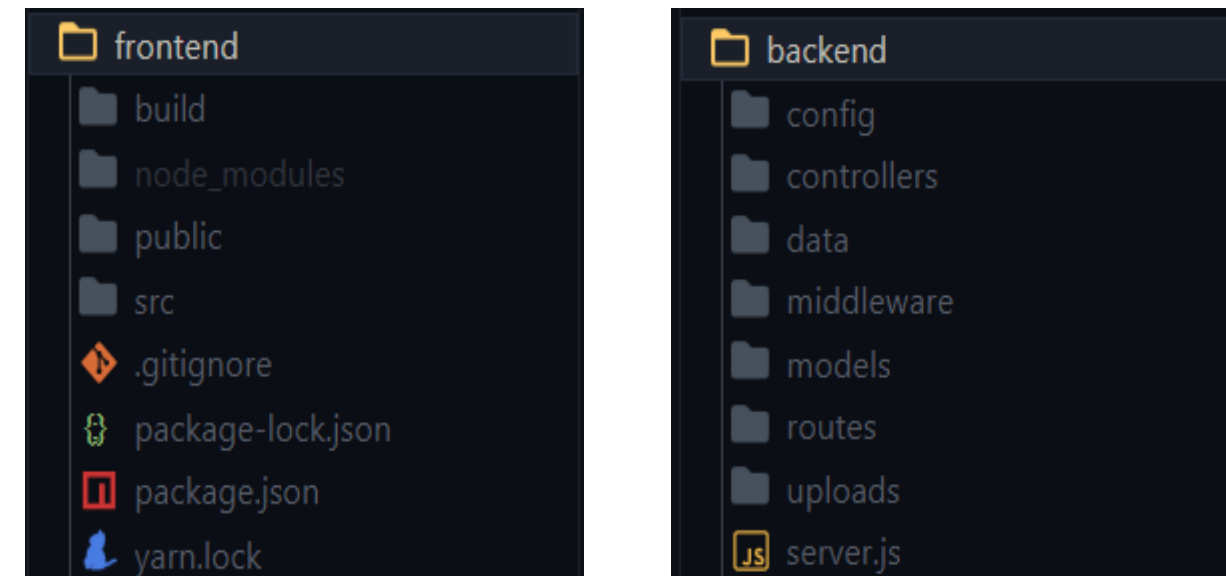 frontend
build
node_modules
public
src
.gitignore
package-lock.json
package.json
yarn.lock
backend
config
controllers
data
middleware
models
routes
uploads
JS server.js